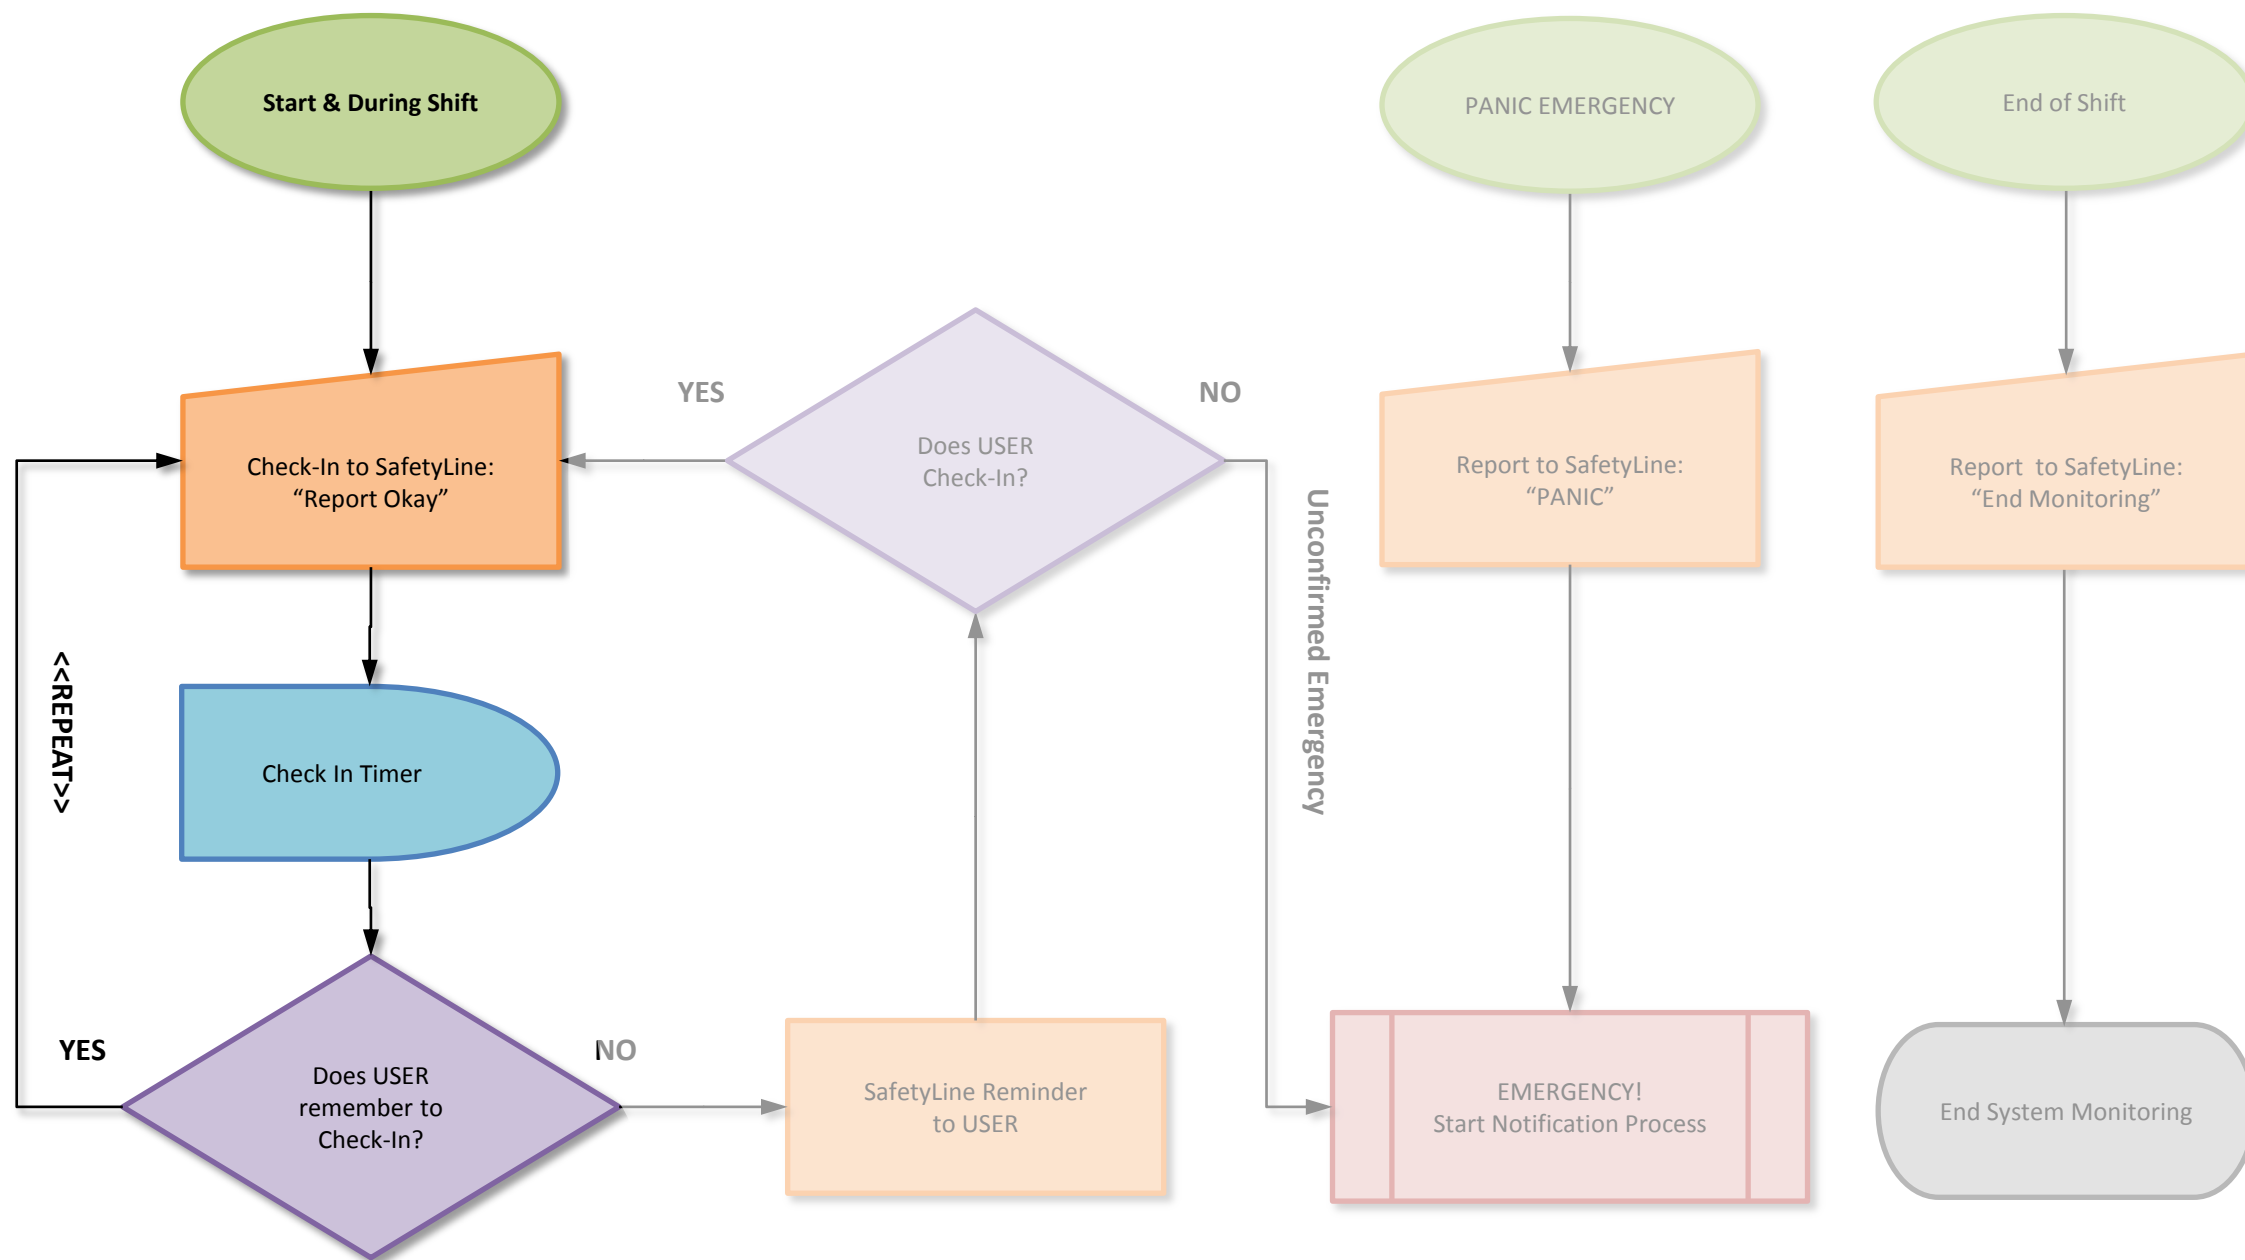 Start & During Shift
PANIC EMERGENCY
End of Shift
YES
NO
Does USER
Check-In?
Check-In to SafetyLine:
“Report Okay”
Report to SafetyLine:
“PANIC”
Report  to SafetyLine:
“End Monitoring”
Unconfirmed Emergency
<<REPEAT>>
Check In Timer
YES
NO
Does USER
remember to
Check-In?
SafetyLine Reminder
to USER
EMERGENCY!
Start Notification Process
End System Monitoring